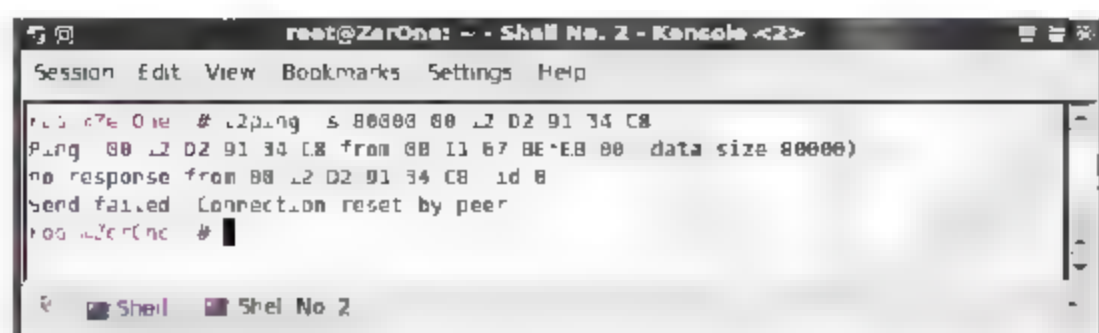 root@ZerOne: ~ - Shell No. 2 - Konsole <2>
Session Edit View Bookmarks Settings Help
# l2ping s 80000 00 12 D2 91 34 C8
Ping 00 12 D2 91 34 C8 from 00 11 67 BE EB 00 data size 80000)
no response from 00 12 D2 91 34 C8 id 0
Send failed Connection reset by peer
#
Shell Shel No 2